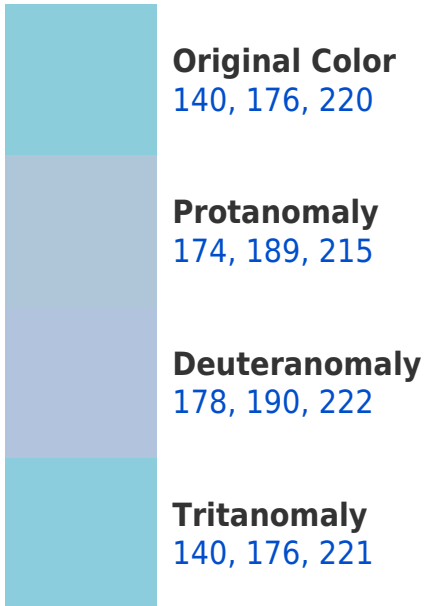 Original Color
140, 176, 220
Protanomaly
174, 189, 215
Deuteranomaly
178, 190, 222
Tritanomaly
140, 176, 221